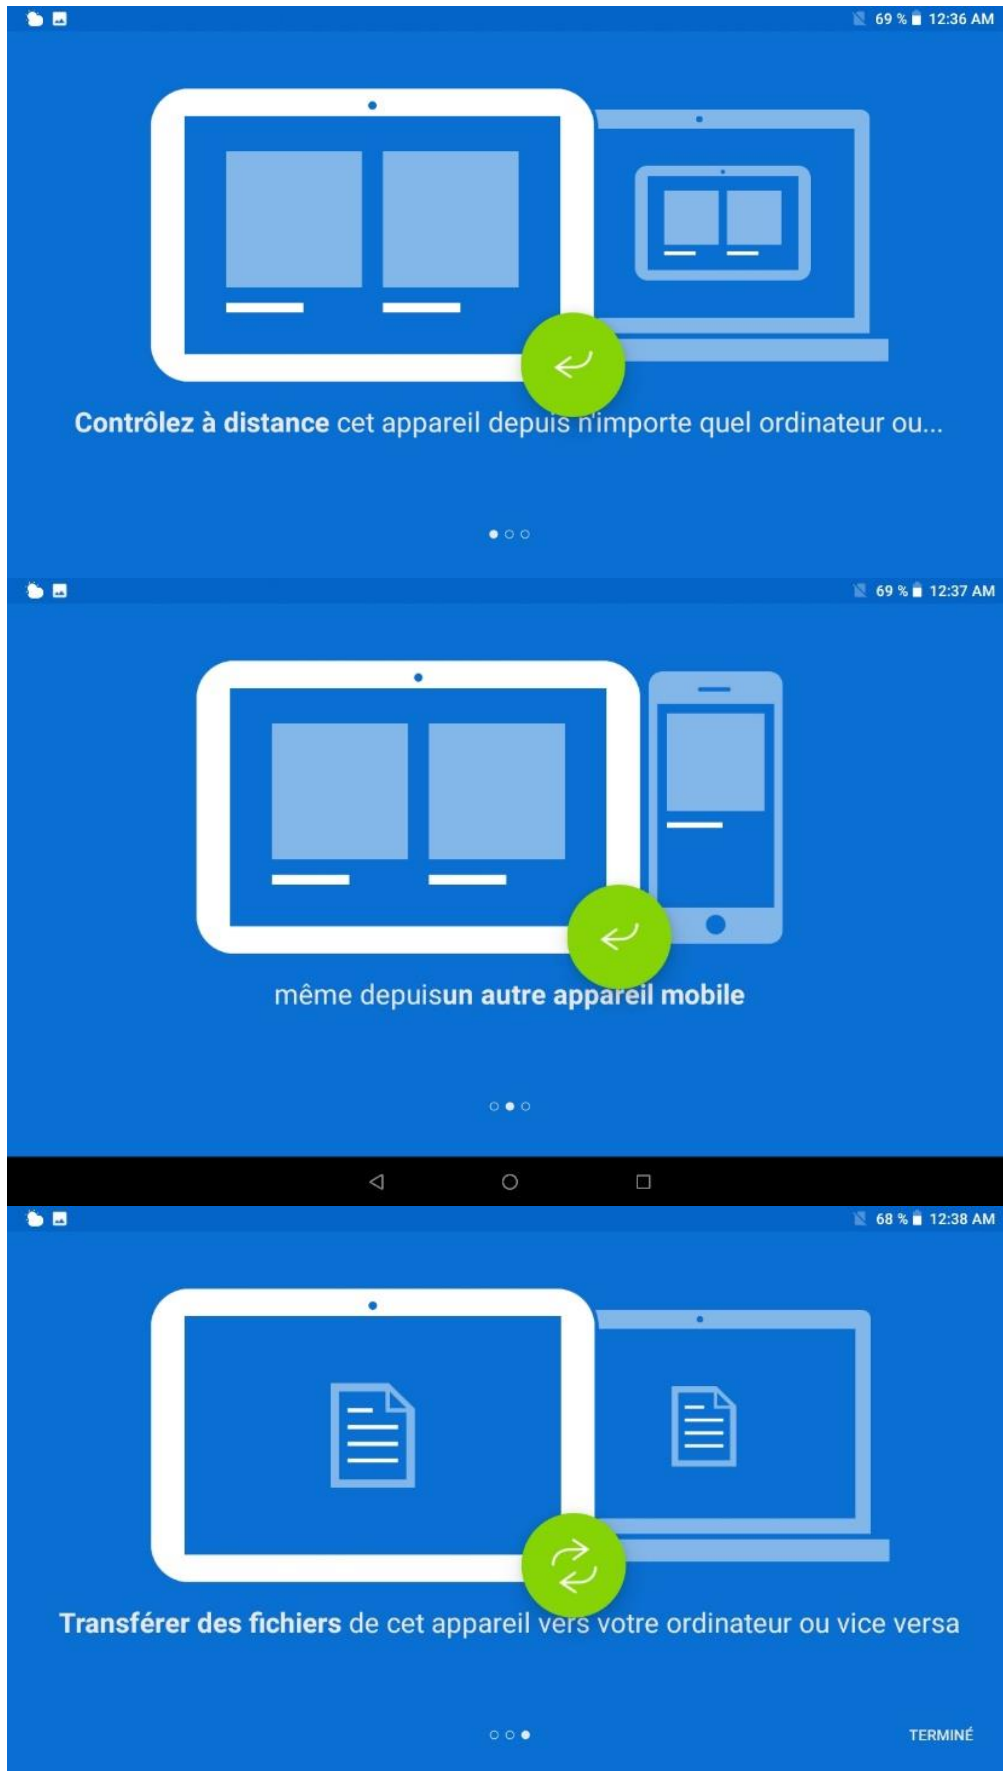 69 % 12:36 AM
Contrôlez à distance cet appareil depuis n'importe quel ordinateur ou...
69 % 12:37 AM
même depuisun autre appareil mobile
68 % 12:38 AM
Transférer des fichiers de cet appareil vers votre ordinateur ou vice versa
TERMINÉ